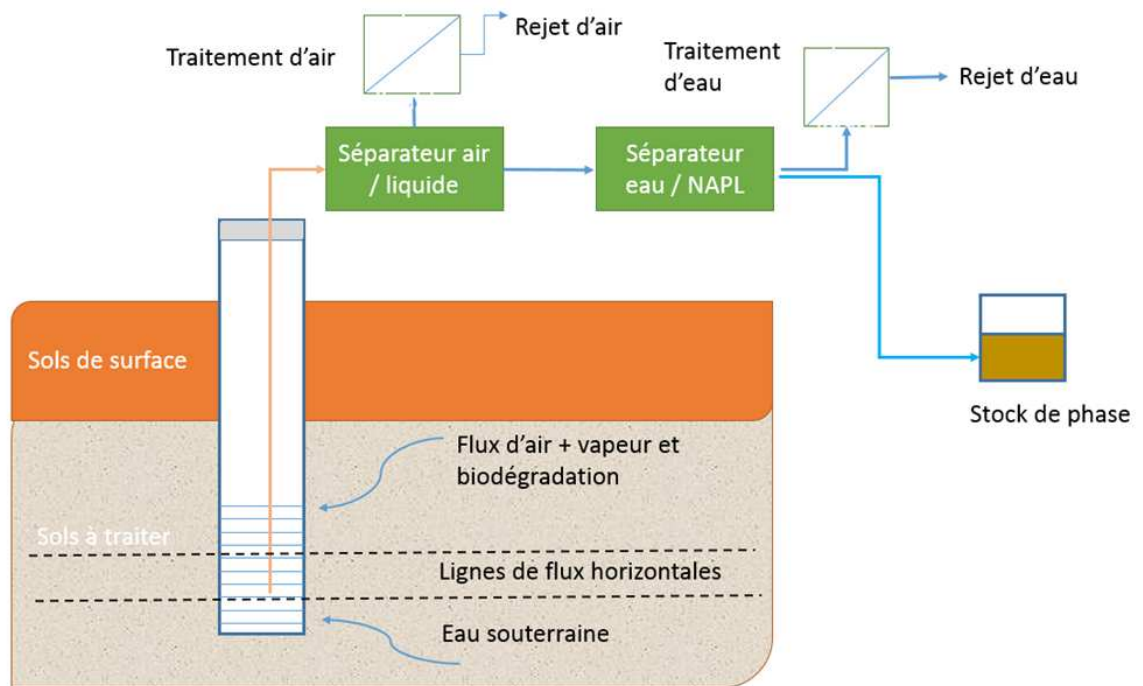 Traitement d’air
Rejet d’air
Traitement
d’eau
Rejet d’eau
Séparateur air
/ liquide
Séparateur
eau / NAPL
Sols de surface
Stock de phase
Flux d’air + vapeur et
biodégradation
Sols à traiter
Lignes de flux horizontales
Eau souterraine